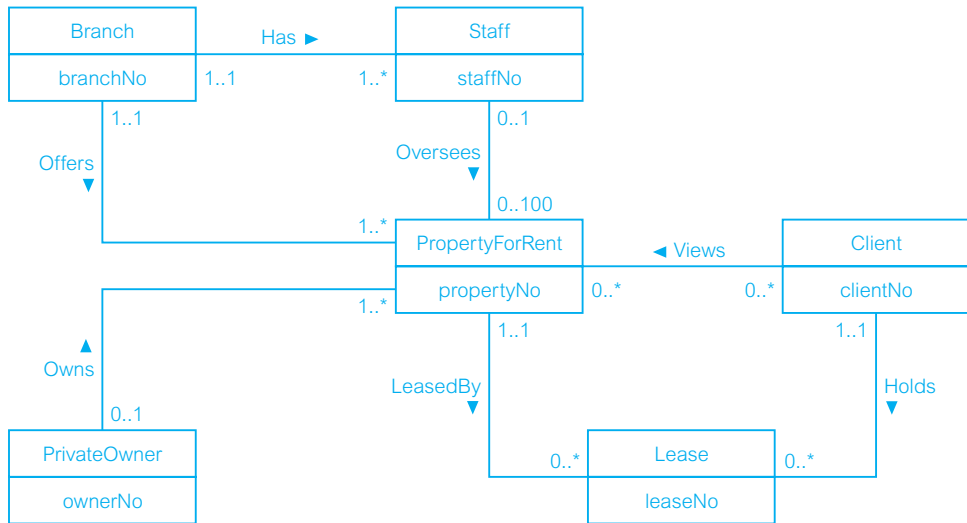 Branch
Has ►
Staff
branchNo
1..1
1..*
staffNo
1..1
0..1
Offers
▼
Oversees
▼
0..100
1..*
PropertyForRent
◄ Views
Client
propertyNo
0..*
0..*
clientNo
1..*
1..1
1..1
▲
Owns
LeasedBy
▼
Holds
▼
0..1
PrivateOwner
0..*
Lease
0..*
ownerNo
leaseNo